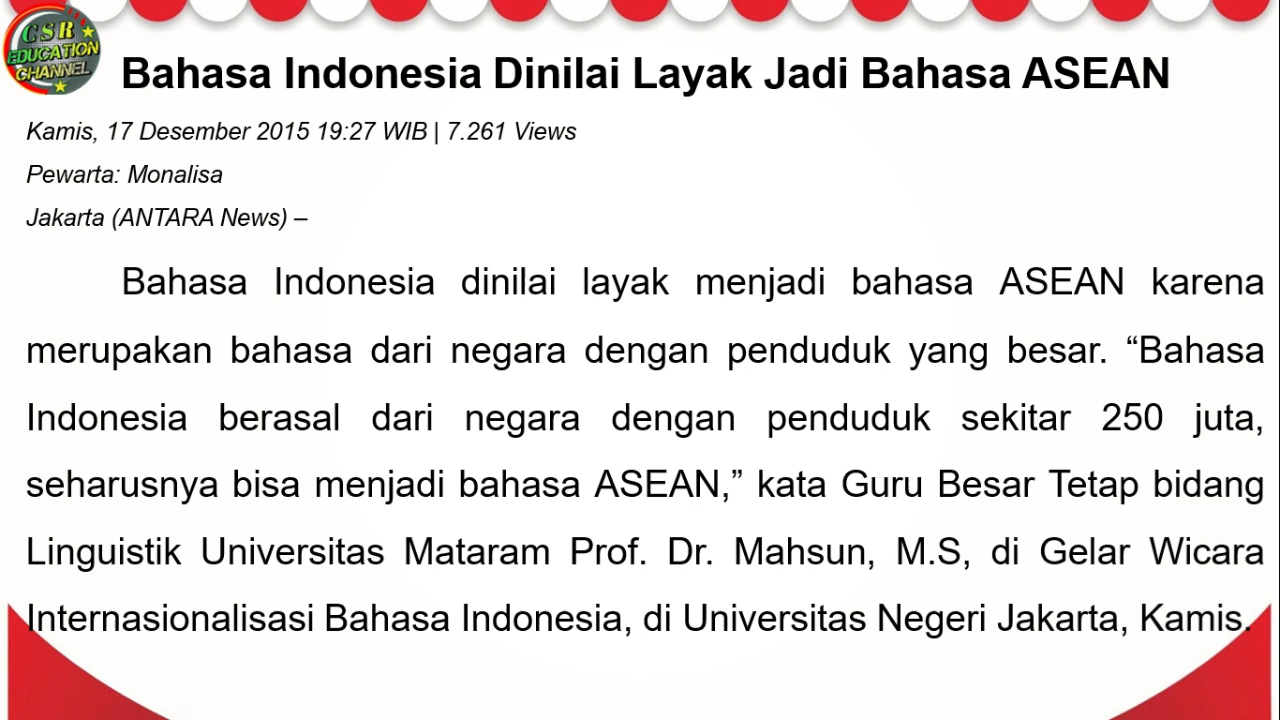 CSR
EDUCATION
CHANNEL
Bahasa Indonesia Dinilai Layak Jadi Bahasa ASEAN
Kamis, 17 Desember 2015 19:27 WIB | 7.261 Views
Pewarta: Monalisa
Jakarta (ANTARA News) –
Bahasa Indonesia dinilai layak menjadi bahasa ASEAN karena
merupakan bahasa dari negara dengan penduduk yang besar. “Bahasa
Indonesia berasal dari negara dengan penduduk sekitar 250 juta,
seharusnya bisa menjadi bahasa ASEAN,” kata Guru Besar Tetap bidang
Linguistik Universitas Mataram Prof. Dr. Mahsun, M.S, di Gelar Wicara
Internasionalisasi Bahasa Indonesia, di Universitas Negeri Jakarta, Kamis.